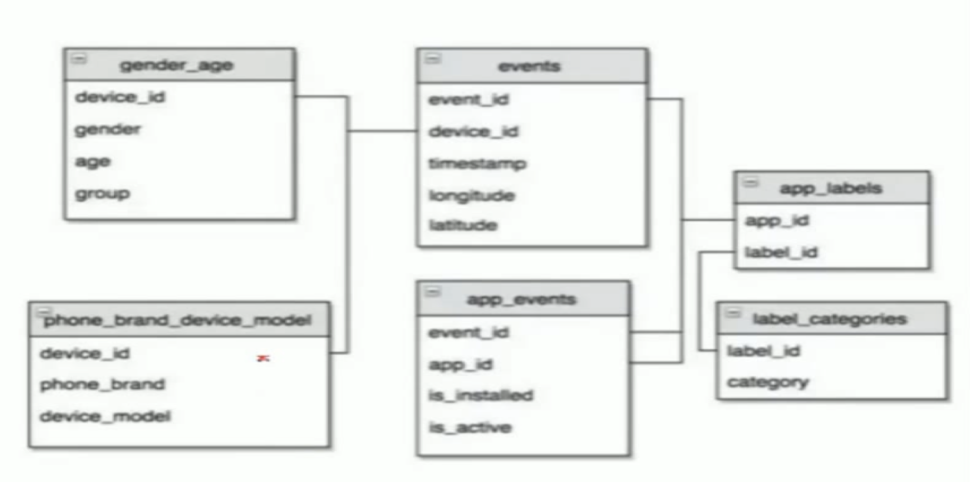 gender_age
device_id
gender
age
group
events
event_id
device_id
timestamp
longitude
latitude
app_labels
app_id
label_id
phone_brand_device_model
device_id
phone_brand
device_model
app_events
event_id
app_id
is_installed
is_active
label_categories
label_id
category